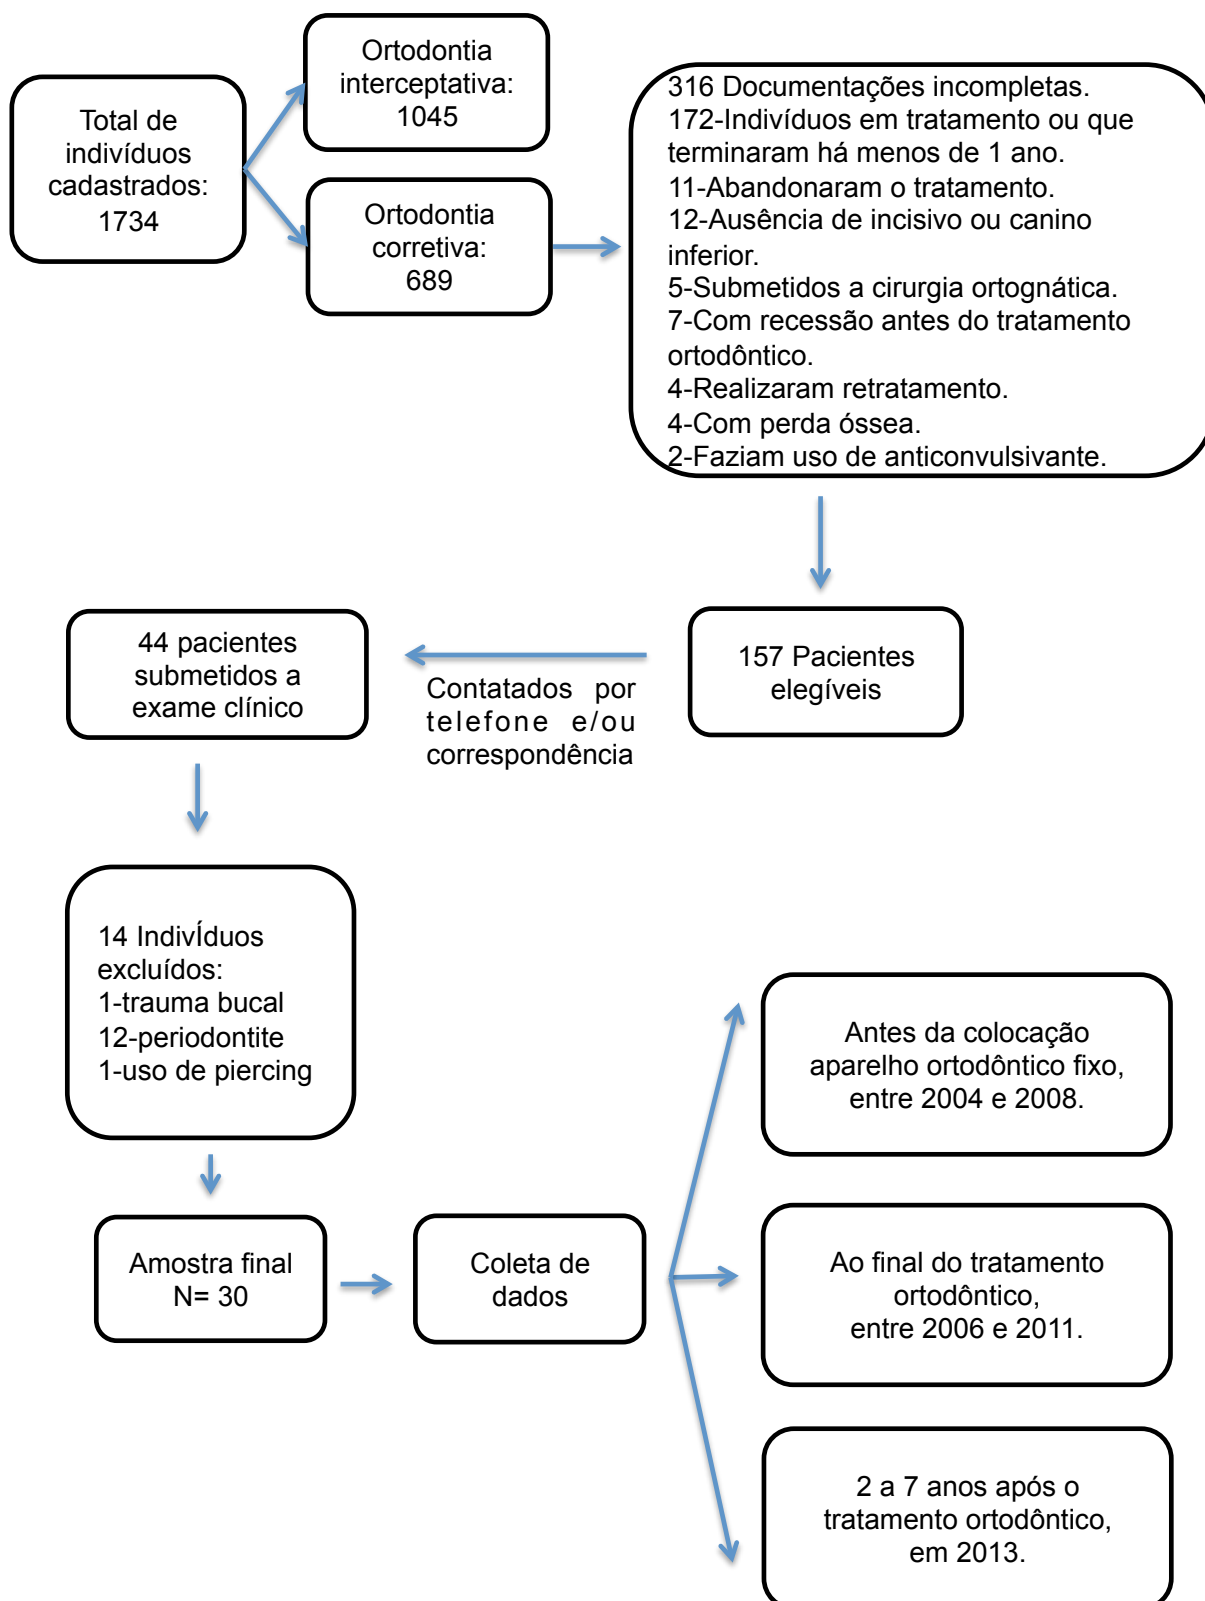 Total de
indivíduos
cadastrados:
1734
Ortodontia
interceptativa:
1045
Ortodontia
corretiva:
689
316 Documentações incompletas.
172-Indivíduos em tratamento ou que
terminaram há menos de 1 ano.
11-Abandonaram o tratamento.
12-Ausência de incisivo ou canino
inferior.
5-Submetidos a cirurgia ortognática.
7-Com recessão antes do tratamento
ortodôntico.
4-Realizaram retratamento.
4-Com perda óssea.
2-Faziam uso de anticonvulsivante.
157 Pacientes
elegíveis
Contatados por
telefone e/ou
correspondência
44 pacientes
submetidos a
exame clínico
14 IndivÍduos
excluídos:
1-trauma bucal
12-periodontite
1-uso de piercing
Amostra final
N= 30
Coleta de
dados
Antes da colocação
aparelho ortodôntico fixo,
entre 2004 e 2008.
Ao final do tratamento
ortodôntico,
entre 2006 e 2011.
2 a 7 anos após o
tratamento ortodôntico,
em 2013.